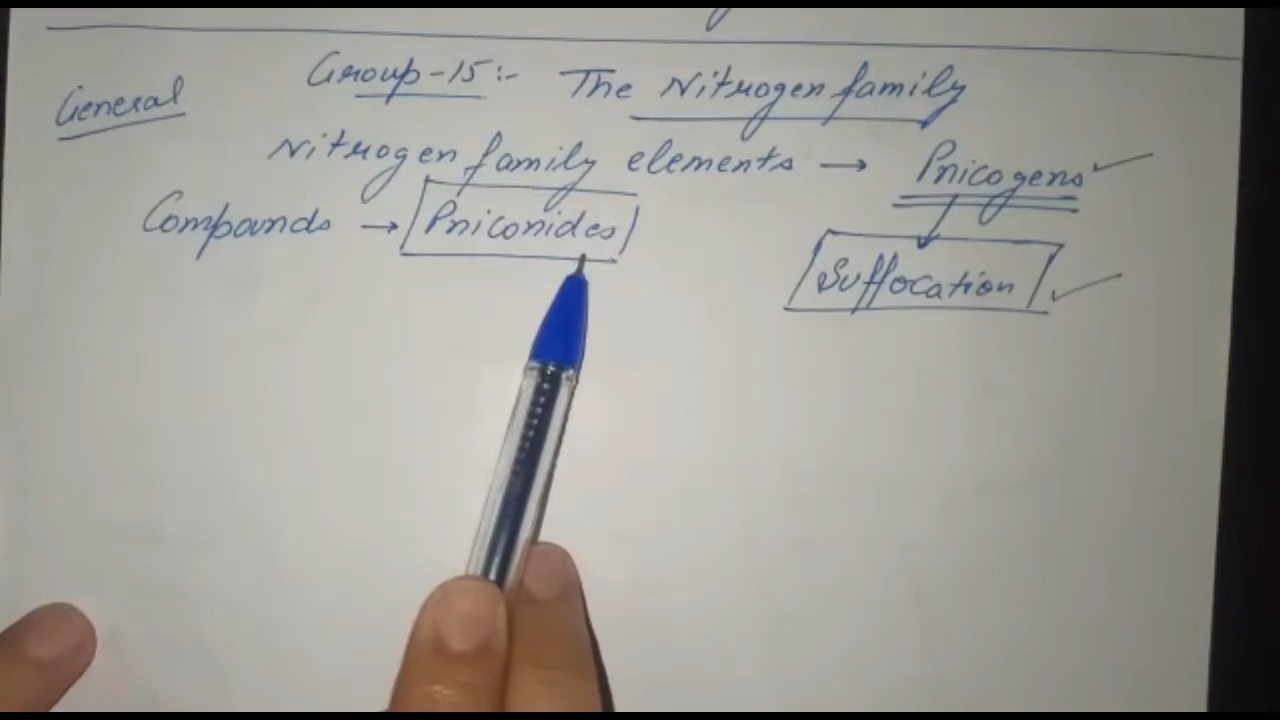 General
Group-15:- The Nitrogen family
Nitrogen family elements → Pnicogens
Compounds → Pniconides
Suffocation